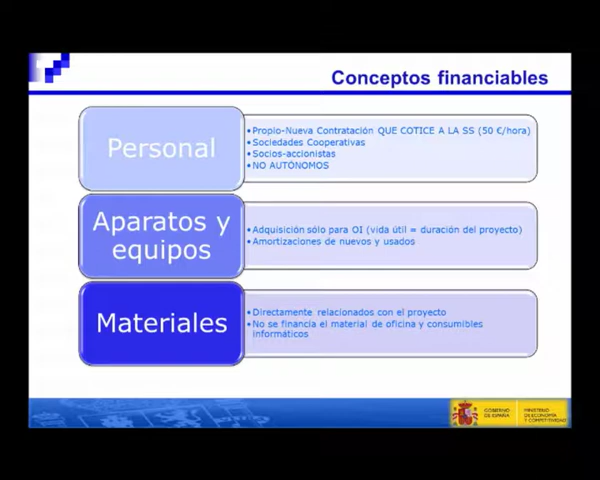 Conceptos financiables
Personal
•Propio-Nueva Contratación QUE COTICE A LA SS (50 €/hora)
•Sociedades Cooperativas
•Socios-accionistas
•NO AUTÓNOMOS
Aparatos y
equipos
•Adquisición sólo para OI (vida útil = duración del proyecto)
•Amortizaciones de nuevos y usados
Materiales
•Directamente relacionados con el proyecto
•No se financia el material de oficina y consumibles
informáticos
GOBIERNO
DE ESPAÑA
MINISTERIO
DE ECONOMÍA
Y COMPETITIVIDAD